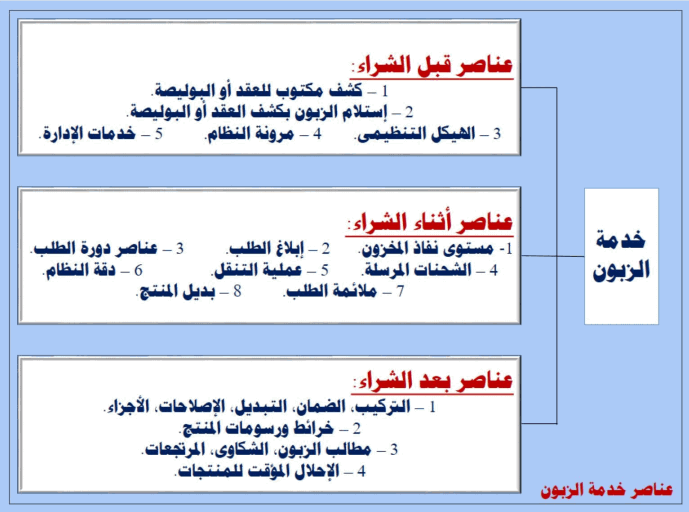 عناصر قبل الشراء:
1 – كشف مكتوب للعقد أو البوليصة.
2 – إستلام الزبون بكشف العقد أو البوليصة.
3 – الهيكل التنظيمى. 4 – مرونة النظام. 5 – خدمات الإدارة.
خدمة
الزبون
عناصر أثناء الشراء:
1- مستوى نفاذ المخزون. 2 – إبلاغ الطلب. 3 – عناصر دورة الطلب.
4 – الشحنات المرسلة. 5 – عملية التنقل. 6 – دقة النظام.
7 – ملائمة الطلب. 8 – بديل المنتج.
عناصر بعد الشراء:
1 – التركيب، الضمان، التبديل، الإصلاحات، الأجزاء.
2 – خرائط ورسومات المنتج.
3 – مطالب الزبون، الشكاوى، المرتجعات.
4 – الإحلال المؤقت للمنتجات.
عناصر خدمة الزبون